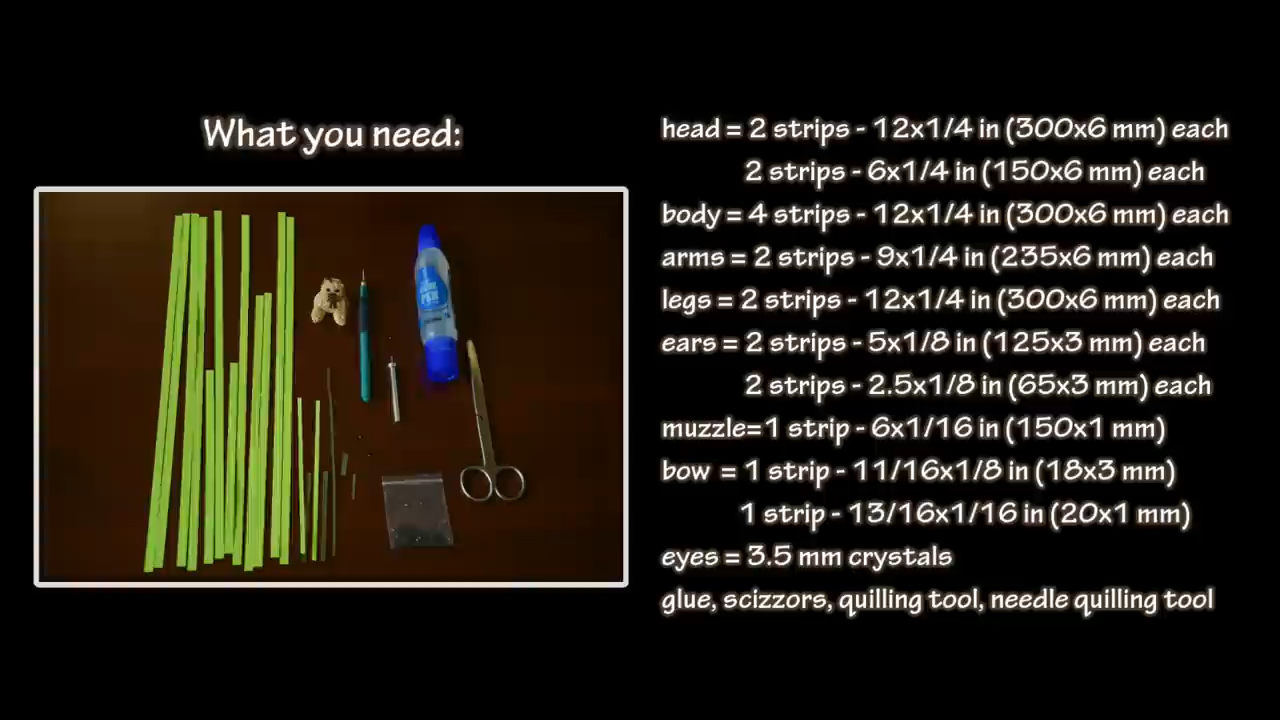 What you need:
head = 2 strips - 12x1/4 in (300x6 mm) each
2 strips - 6x1/4 in (150x6 mm) each
body = 4 strips - 12x1/4 in (300x6 mm) each
arms = 2 strips - 9x1/4 in (235x6 mm) each
legs = 2 strips - 12x1/4 in (300x6 mm) each
ears = 2 strips - 5x1/8 in (125x3 mm) each
2 strips - 2.5x1/8 in (65x3 mm) each
muzzle=1 strip - 6x1/16 in (150x1 mm)
bow = 1 strip - 11/16x1/8 in (18x3 mm)
1 strip - 13/16x1/16 in (20x1 mm)
eyes = 3.5 mm crystals
glue, scizzors, quilling tool, needle quilling tool